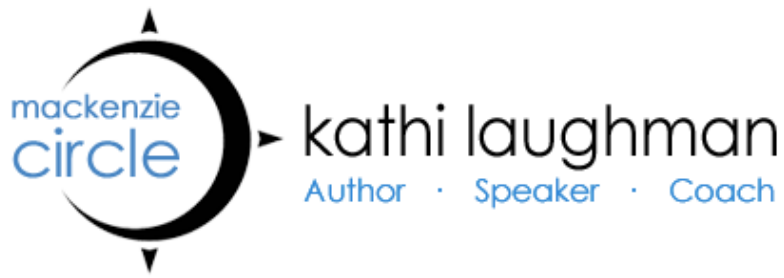 mackenzie
circle
kathi laughman
Author · Speaker · Coach